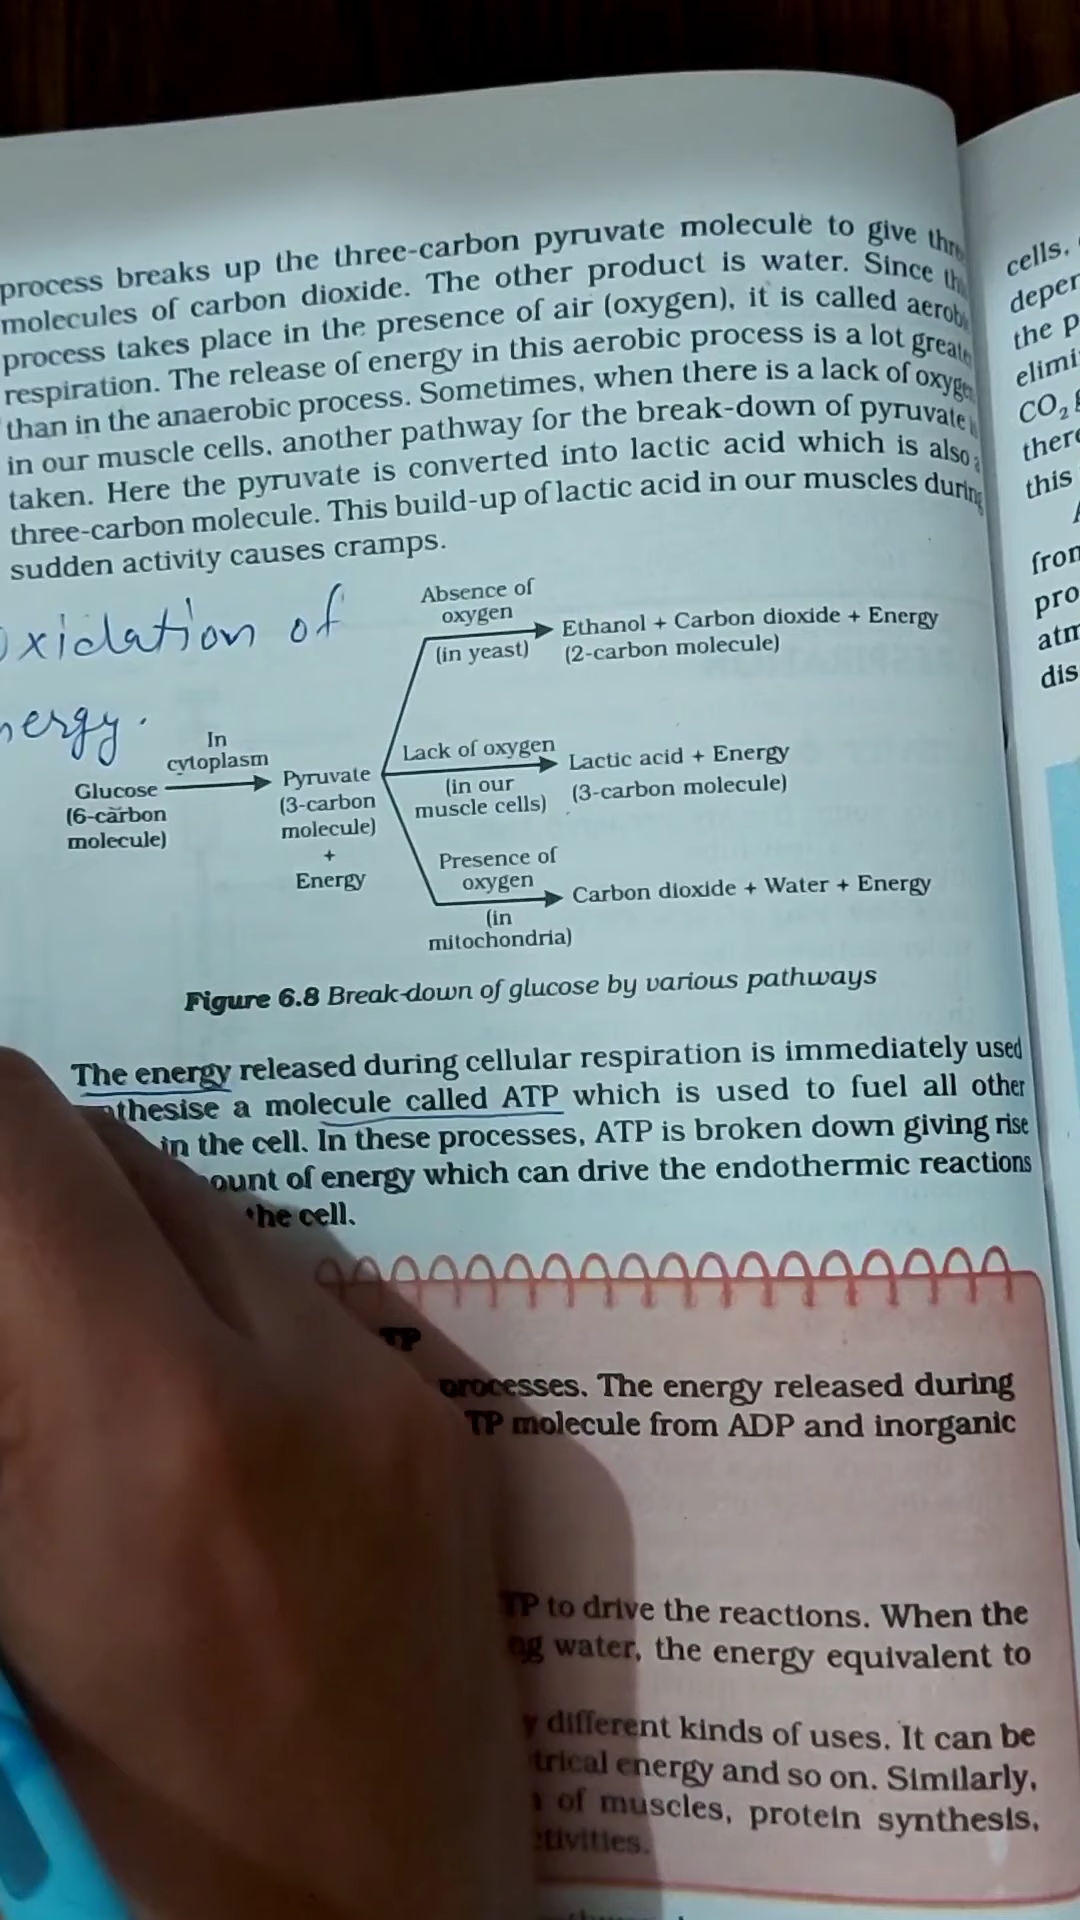 process breaks up the three-carbon pyruvate molecule to give
molecules of carbon dioxide. The other product is water. Since
process takes place in the presence of air (oxygen), it is called
respiration. The release of energy in this aerobic process is a lot
than in the anaerobic process. Sometimes, when there is a lack of
in our muscle cells, another pathway for the break-down of pyruvate
taken. Here the pyruvate is converted into lactic acid which is also a
three-carbon molecule. This build-up of lactic acid in our muscles during
sudden activity causes cramps.
oxidation of
nergy.
Absence of
oxygen
(in yeast)
Ethanol + Carbon dioxide + Energy
(2-carbon molecule)
In
cytoplasm
Glucose
(6-carbon
molecule)
Pyruvate
(3-carbon
molecule)
+
Energy
Lack of oxygen
(in our
muscle cells)
Lactic acid + Energy
(3-carbon molecule)
Presence of
oxygen
(in
mitochondria)
Carbon dioxide + Water + Energy
Figure 6.8 Break-down of glucose by various pathways
The energy released during cellular respiration is immediately used
thesise a molecule called ATP which is used to fuel all other
in the cell. In these processes, ATP is broken down giving rise
ount of energy which can drive the endothermic reactions
the cell.
TP
processes. The energy released during
TP molecule from ADP and inorganic
TP to drive the reactions. When the
ng water, the energy equivalent to
y different kinds of uses. It can be
trical energy and so on. Similarly,
of muscles, protein synthesis,
tivities.
cells.
deper
the p
elimi
CO₂
there
this
fron
pro
atm
dis